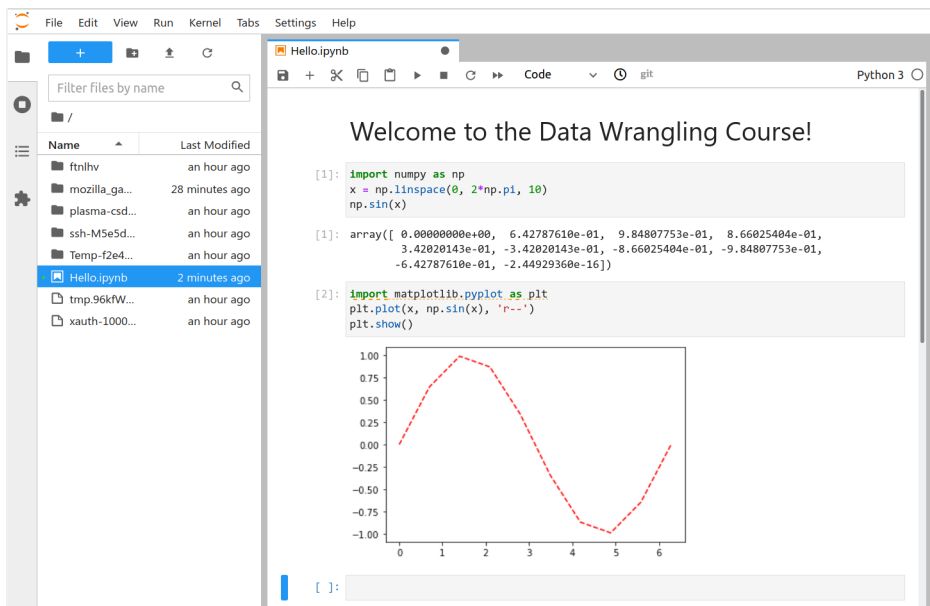 File Edit View Run Kernel Tabs Settings Help
+
Filter files by name
/
Name Last Modified
ftnlhv an hour ago
mozilla_ga... 28 minutes ago
plasma-csd... an hour ago
ssh-M5e5d... an hour ago
Temp-f2e4... an hour ago
Hello.ipynb 2 minutes ago
tmp.96kfW... an hour ago
xauth-1000... an hour ago
Hello.ipynb
+ Code git Python 3
Welcome to the Data Wrangling Course!
[1]: import numpy as np
x = np.linspace(0, 2*np.pi, 10)
np.sin(x)
[1]: array([ 0.00000000e+00, 6.42787610e-01, 9.84807753e-01, 8.66025404e-01,
3.42020143e-01, -3.42020143e-01, -8.66025404e-01, -9.84807753e-01,
-6.42787610e-01, -2.44929360e-16])
[2]: import matplotlib.pyplot as plt
plt.plot(x, np.sin(x), 'r--')
plt.show()
1.00
0.75
0.50
0.25
0.00
−0.25
−0.50
−0.75
−1.00
0 1 2 3 4 5 6
[ ]: